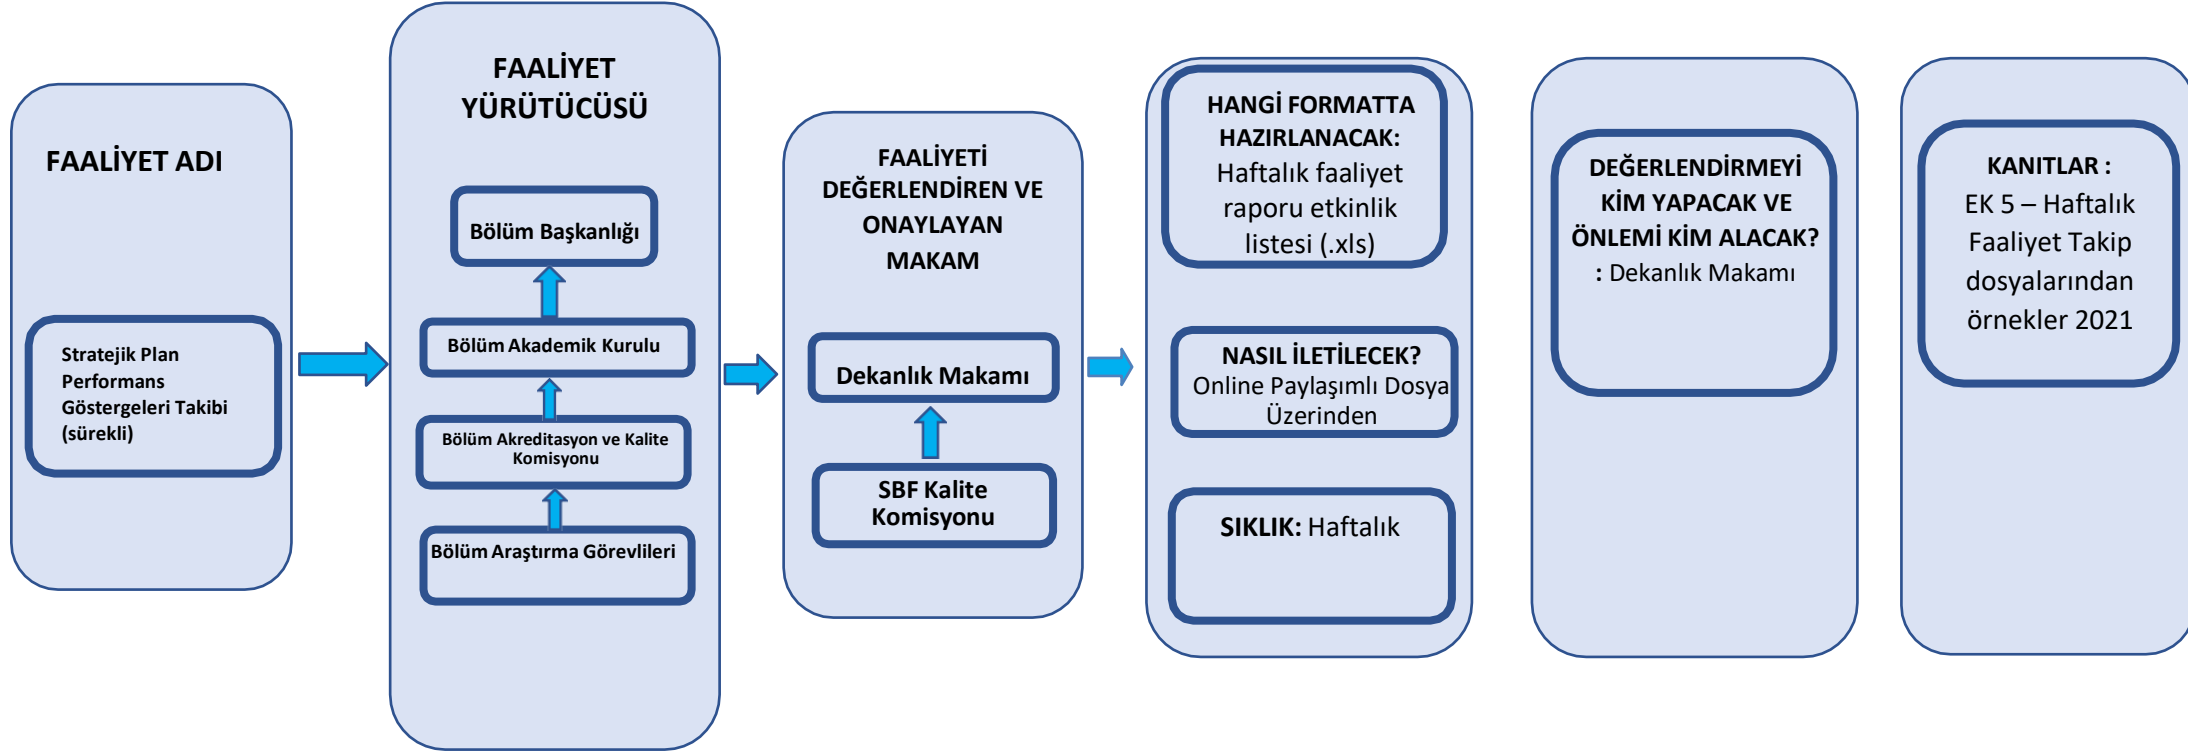 FAALİYET ADI
Stratejik Plan
Performans
Göstergeleri Takibi
(sürekli)
FAALİYET
YÜRÜTÜCÜSÜ
Bölüm Başkanlığı
Bölüm Akademik Kurulu
Bölüm Akreditasyon ve Kalite
Komisyonu
Bölüm Araştırma Görevlileri
FAALİYETİ
DEĞERLENDİREN VE
ONAYLAYAN
MAKAM
Dekanlık Makamı
SBF Kalite
Komisyonu
HANGİ FORMATTA
HAZIRLANACAK:
Haftalık faaliyet
raporu etkinlik
listesi (.xls)
NASIL İLETİLECEK?
Online Paylaşımlı Dosya
Üzerinden
SIKLIK: Haftalık
DEĞERLENDİRMEYİ
KİM YAPACAK VE
ÖNLEMİ KİM ALACAK?
: Dekanlık Makamı
KANITLAR :
EK 5 – Haftalık
Faaliyet Takip
dosyalarından
örnekler 2021